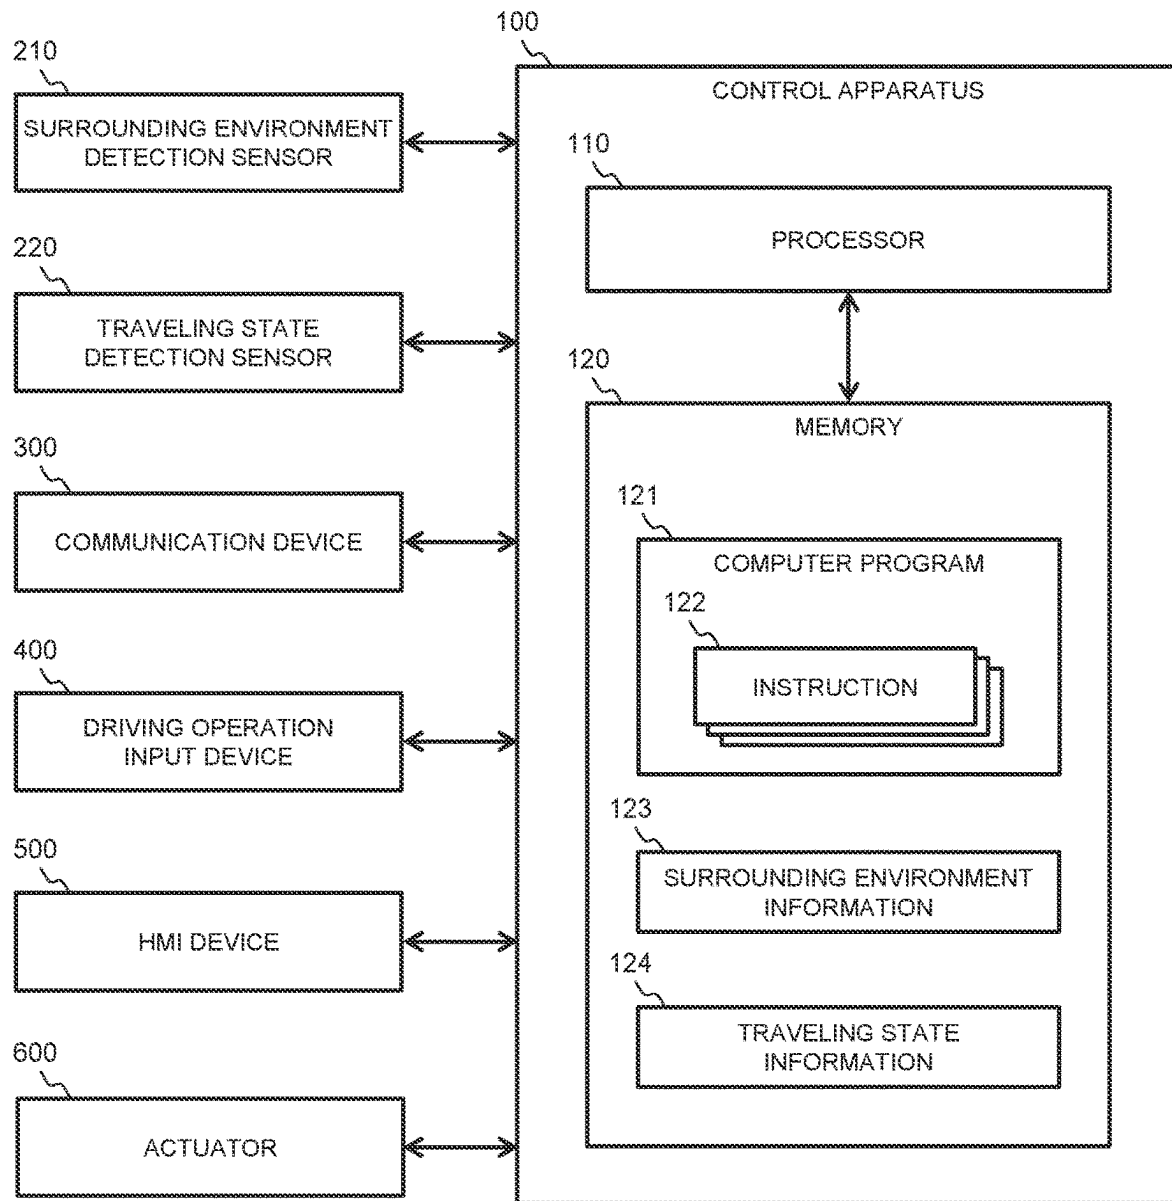 210
SURROUNDING ENVIRONMENT
DETECTION SENSOR
220
TRAVELING STATE
DETECTION SENSOR
300
COMMUNICATION DEVICE
400
DRIVING OPERATION
INPUT DEVICE
500
HMI DEVICE
600
ACTUATOR
100
CONTROL APPARATUS
110
PROCESSOR
120
MEMORY
121
COMPUTER PROGRAM
122
INSTRUCTION
123
SURROUNDING ENVIRONMENT
INFORMATION
124
TRAVELING STATE
INFORMATION